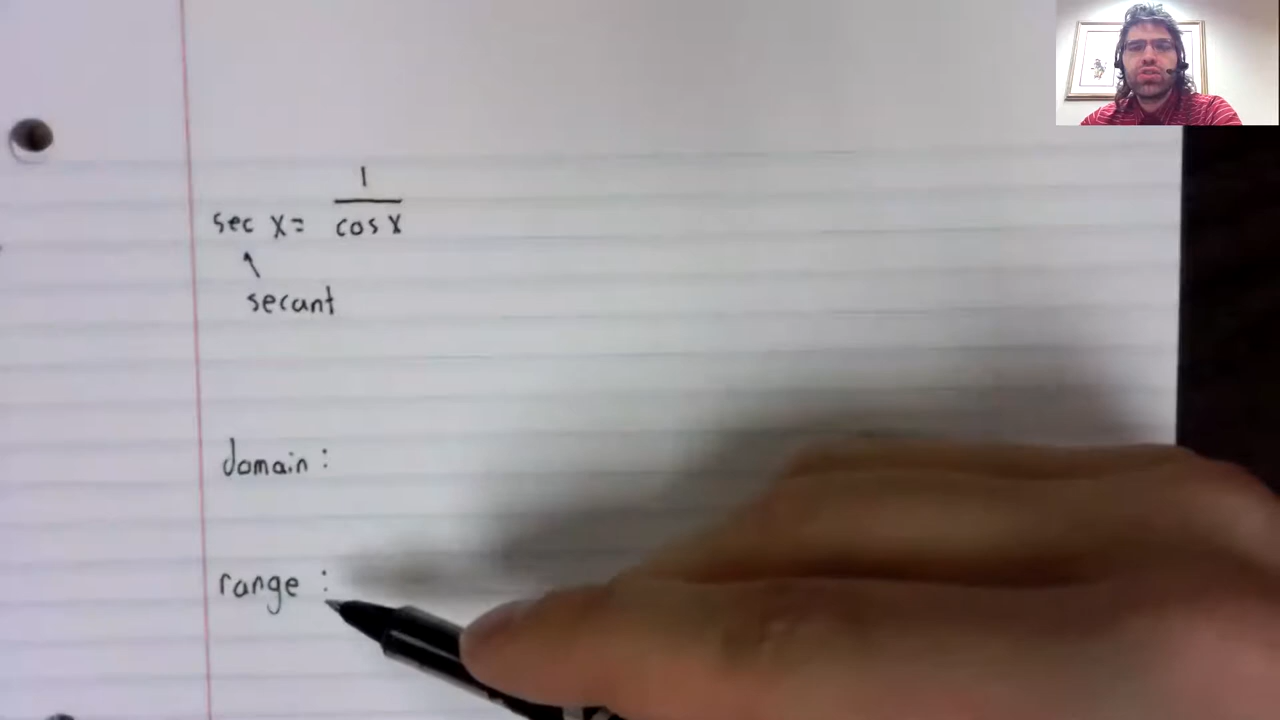 sec x = 1/cos x
secant
domain :
range :